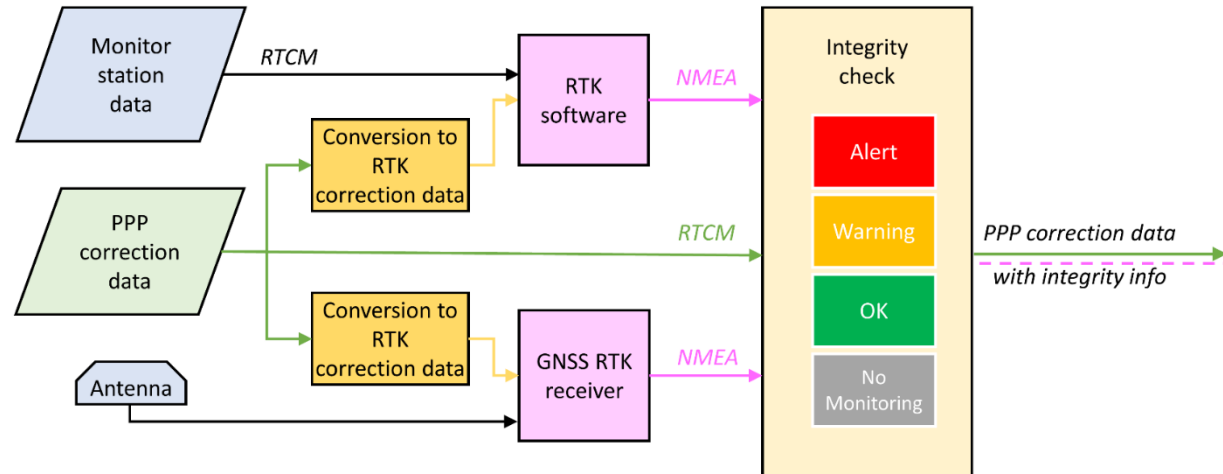 Monitor
station
data
RTCM
RTK
software
NMEA
Integrity
check
Conversion to
RTK
correction data
Alert
PPP
correction
data
RTCM
Warning
PPP correction data
with integrity info
OK
Conversion to
RTK
correction data
GNSS RTK
receiver
NMEA
Antenna
No
Monitoring